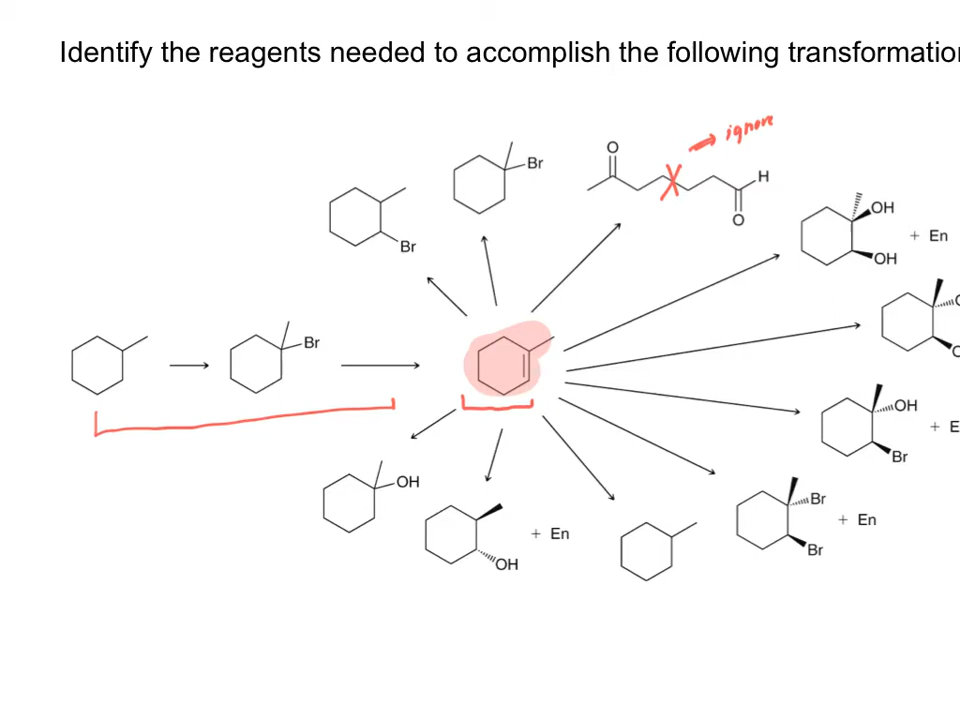 Identify the reagents needed to accomplish the following
ignore
O
Br
H
O
Br
OH
OH
+ En
Br
OH
+
Br
OH
Br
+ En
Br
+ En
OH